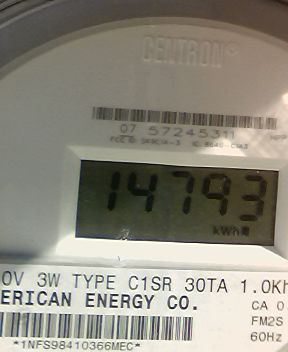 CENTRON®
07 57245311
14793
kWh
0V 3W TYPE C1SR 30TA 1.0Kh
ERICAN ENERGY CO.
CA 0.
FM2S
60Hz
*1NFS98410366MEC*